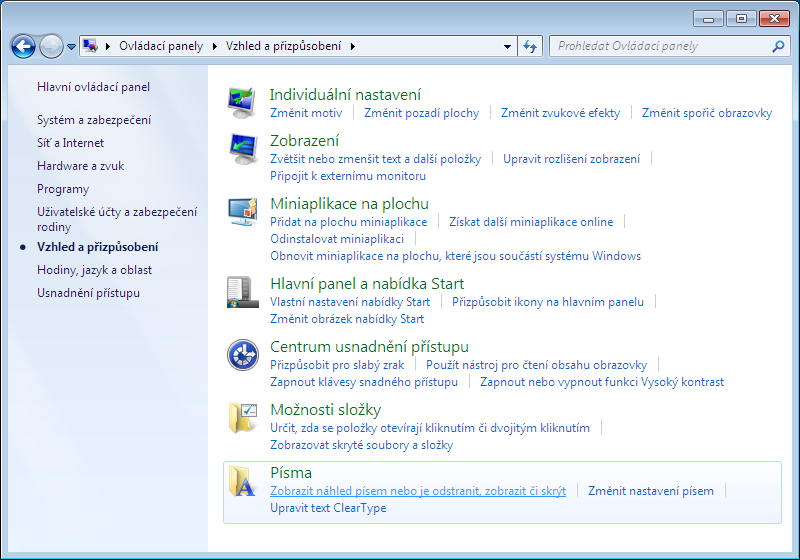 Ovládací panely Vzhled a přizpůsobení
Prohledat Ovládací panely
Hlavní ovládací panel
Systém a zabezpečení
Síť a Internet
Hardware a zvuk
Programy
Uživatelské účty a zabezpečení
rodiny
Vzhled a přizpůsobení
Hodiny, jazyk a oblast
Usnadnění přístupu
Individuální nastavení
Změnit motiv Změnit pozadí plochy Změnit zvukové efekty Změnit spořič obrazovky
Zobrazení
Zvětšit nebo zmenšit text a další položky Upravit rozlišení zobrazení
Připojit k externímu monitoru
Miniaplikace na plochu
Přidat na plochu miniaplikace Získat další miniaplikace online
Odinstalovat miniaplikaci
Obnovit miniaplikace na plochu, které jsou součástí systému Windows
Hlavní panel a nabídka Start
Vlastní nastavení nabídky Start Přizpůsobit ikony na hlavním panelu
Změnit obrázek nabídky Start
Centrum usnadnění přístupu
Přizpůsobit pro slabý zrak Použít nástroj pro čtení obsahu obrazovky
Zapnout klávesy snadného přístupu Zapnout nebo vypnout funkci Vysoký kontrast
Možnosti složky
Určit, zda se položky otevírají kliknutím či dvojitým kliknutím
Zobrazovat skryté soubory a složky
Písma
Zobrazit náhled písem nebo je odstranit, zobrazit či skrýt Změnit nastavení písem
Upravit text ClearType